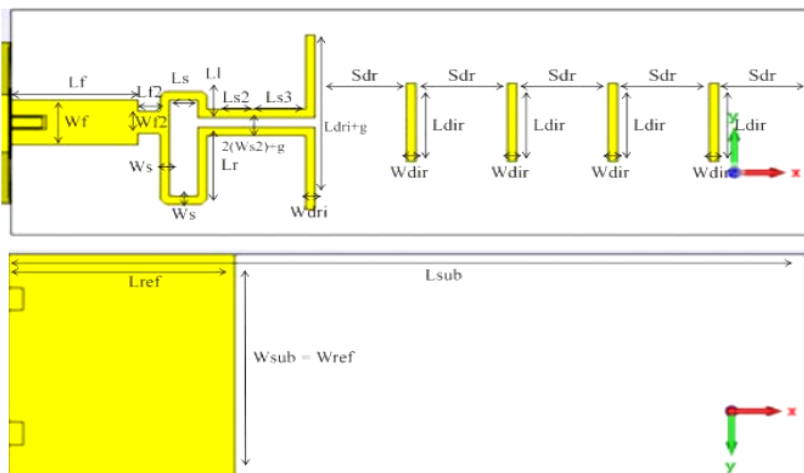 Lf
Lf2
Ls
L1
Ls2
Ls3
Sdr
Sdr
Sdr
Sdr
Sdr
Wf
Wf2
Ldri+g
Ldir
Ldir
Ldir
Ldir
y
x
2(Ws2)+g
Ws
Lr
Wdir
Wdir
Wdir
Wdir
Ws
Wdri
Lref
Lsub
Wsub = Wref
x
y